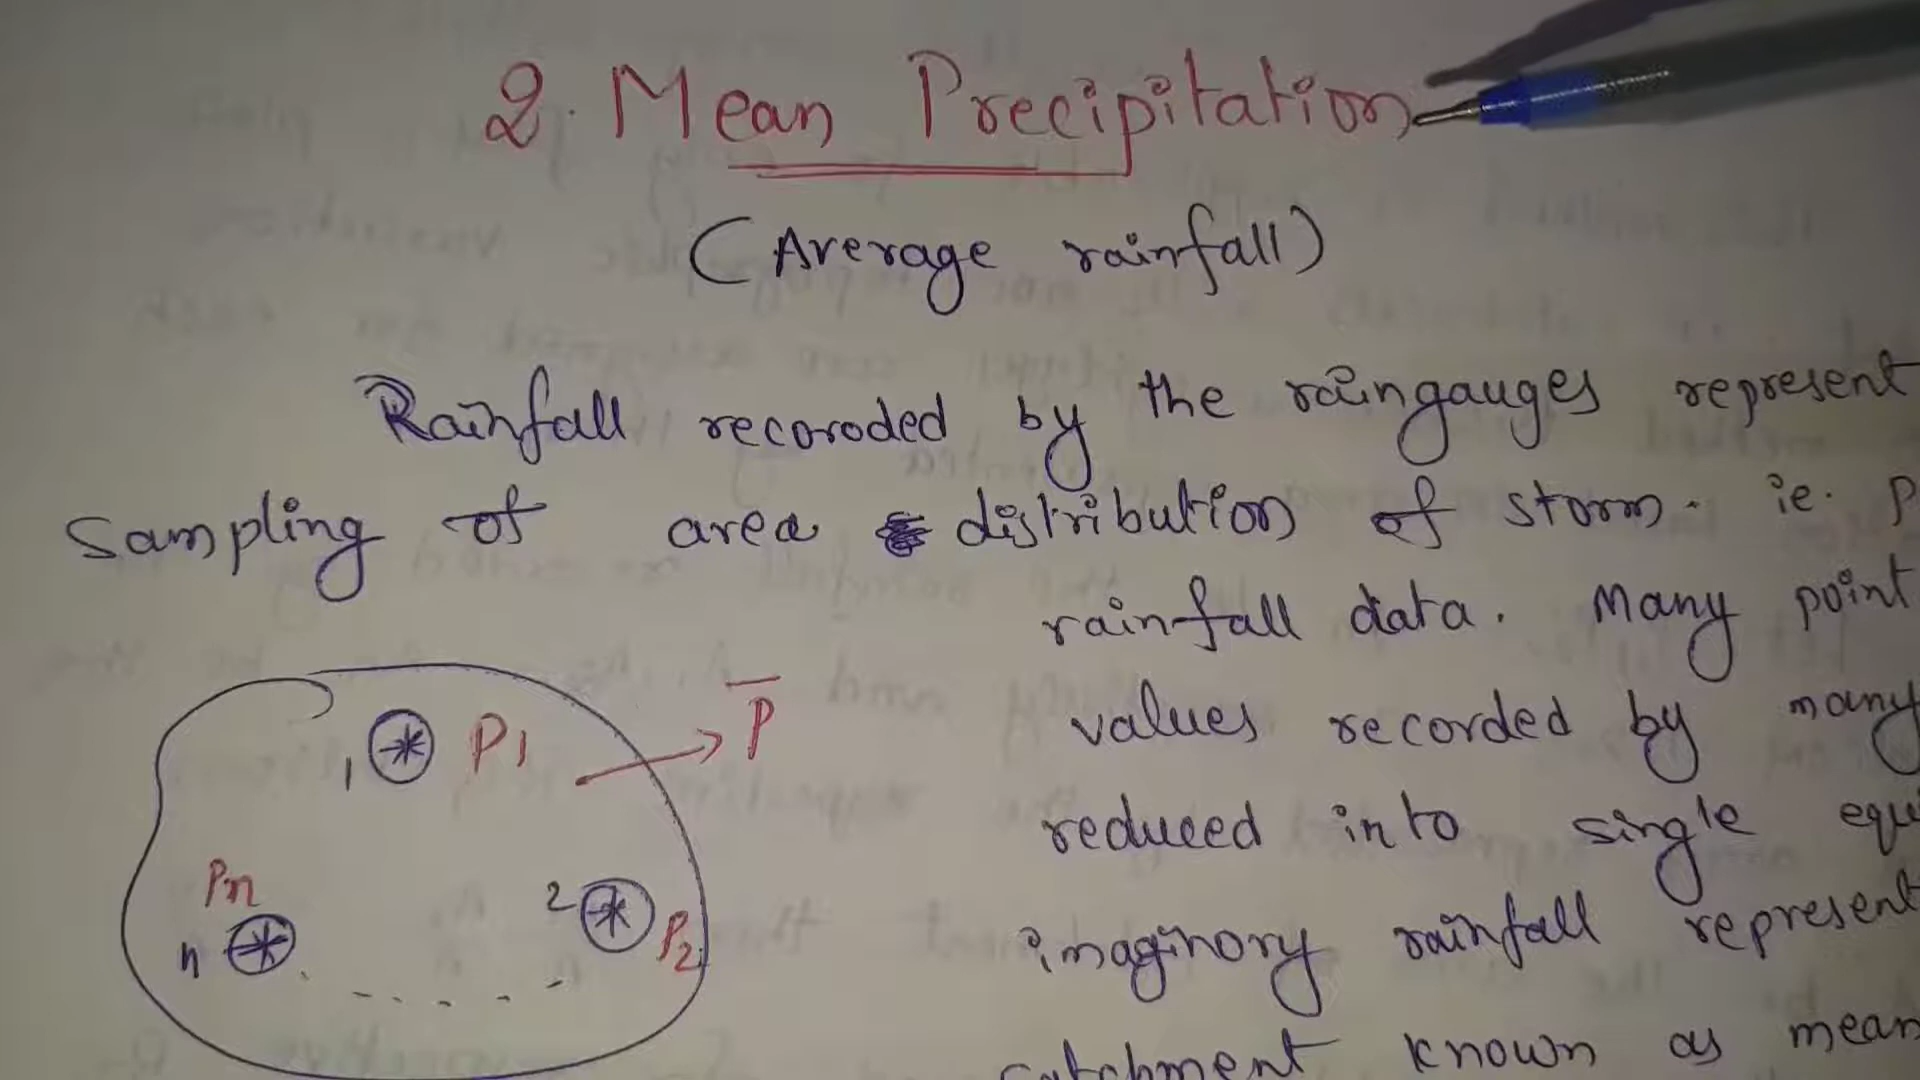 2. Mean Precipitation
(Average rainfall)
Rainfall recoroded by the raingauges represent
sampling of area distribution of storm. ie. P
rainfall data. Many point
values recorded by many
reduced into single equi
imaginory rainfall represent
catchment known as mean
1 P1 P̅
Pn
2 P2
n